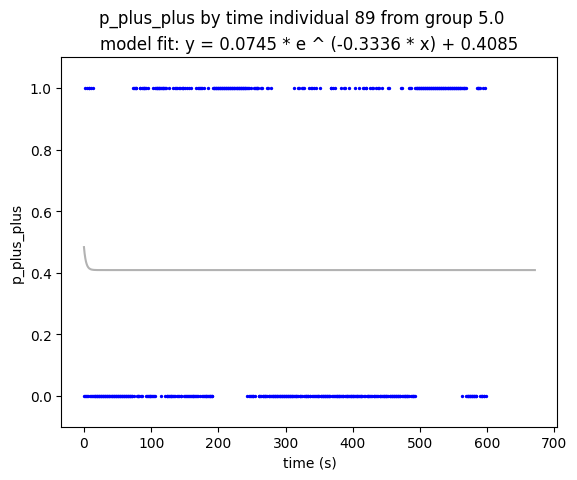 p_plus_plus by time individual 89 from group 5.0
model fit: y = 0.0745 * e ^ (-0.3336 * x) + 0.4085
1.0
0.8
0.6
0.4
0.2
0.0
p_plus_plus
0 100 200 300 400 500 600 700
time (s)